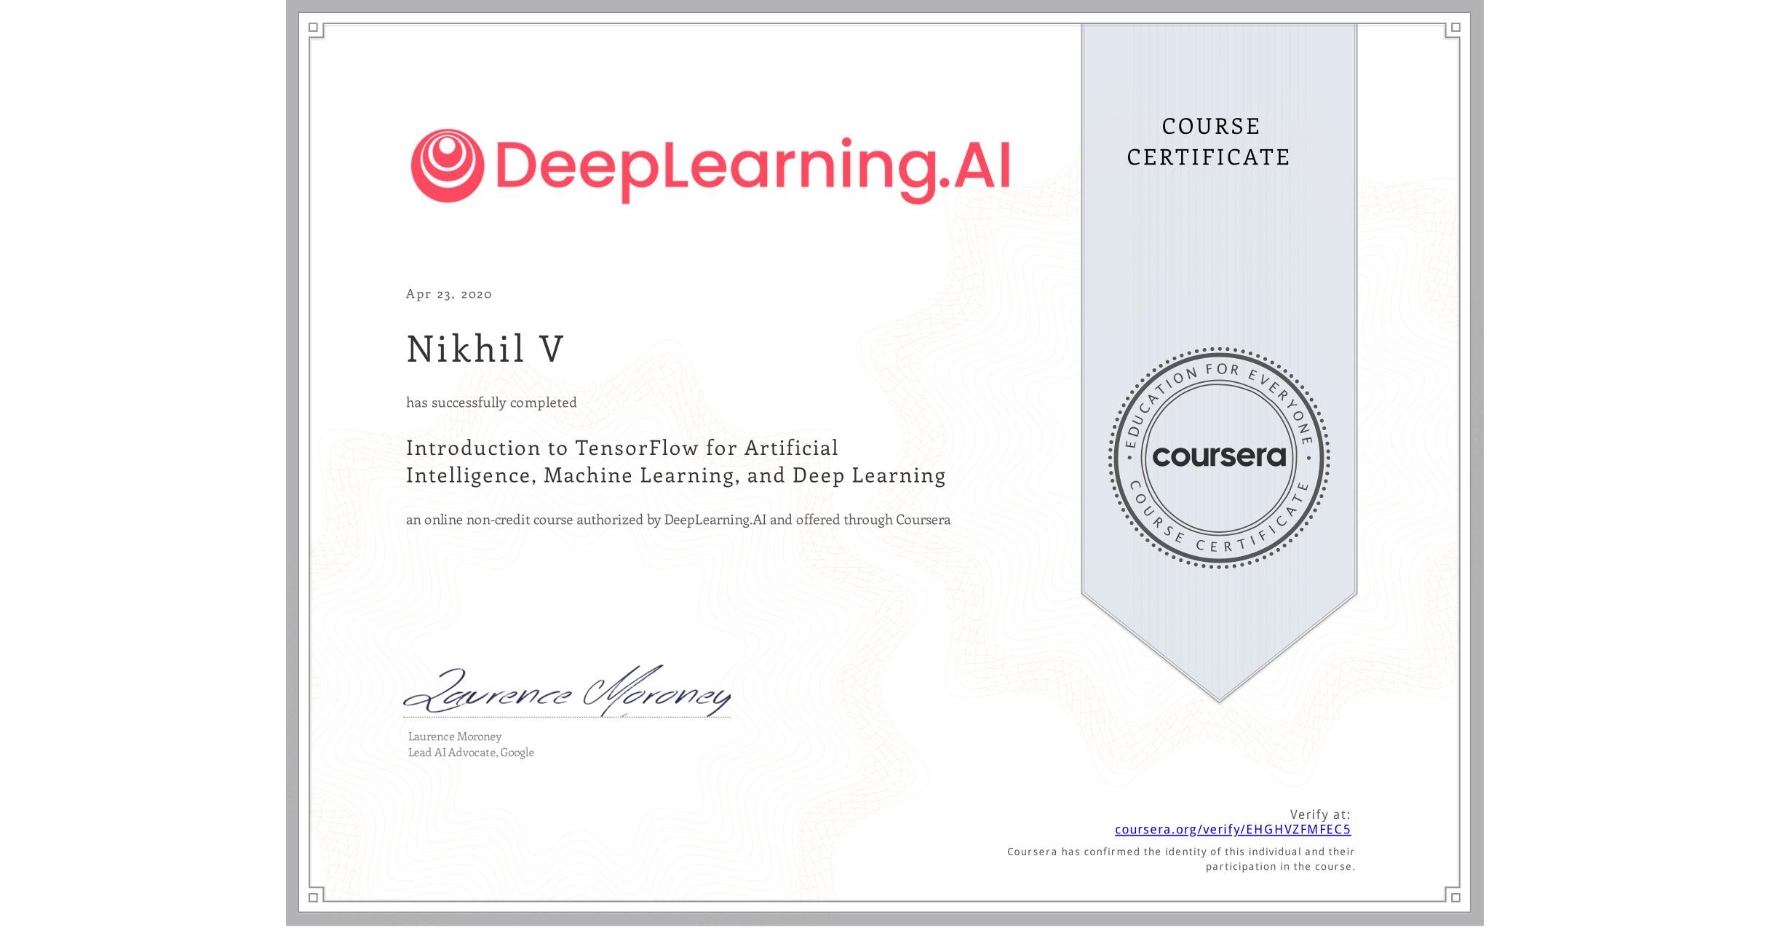 DeepLearning.AI
COURSE
CERTIFICATE
Apr 23, 2020
Nikhil V
has successfully completed
Introduction to TensorFlow for Artificial
Intelligence, Machine Learning, and Deep Learning
an online non-credit course authorized by DeepLearning.AI and offered through Coursera
EDUCATION FOR EVERYONE
coursera
COURSE CERTIFICATE
Laurence Moroney
Laurence Moroney
Lead AI Advocate, Google
Verify at:
coursera.org/verify/EHGHVZFMFEC5
Coursera has confirmed the identity of this individual and their
participation in the course.